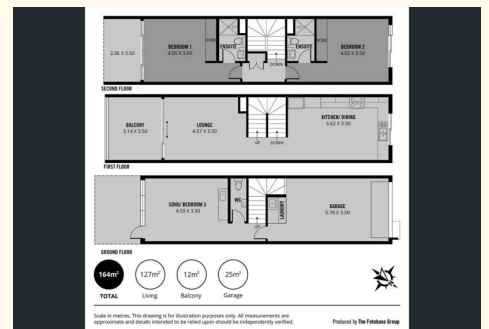 2.06 X 3.50
BEDROOM 1
4.05 X 3.50
ROBE
ENSUITE
DOWN
ENSUITE
ROBE
BEDROOM 2
4.02 X 3.50
SECOND FLOOR
BALCONY
3.14 X 3.50
LOUNGE
4.57 X 3.50
UP
DOWN
KITCHEN/ DINING
5.62 X 3.50
FIRST FLOOR
SOHO/ BEDROOM 3
4.59 X 3.50
WC
UP
LAUNDRY
GARAGE
5.70 X 3.50
GROUND FLOOR
164m²
127m²
12m²
25m²
TOTAL
Living
Balcony
Garage
Scale in metres. This drawing is for illustration purposes only. All measurements are
approximate and details intended to be relied upon should be independently verified.
Produced by The Fotobase Group